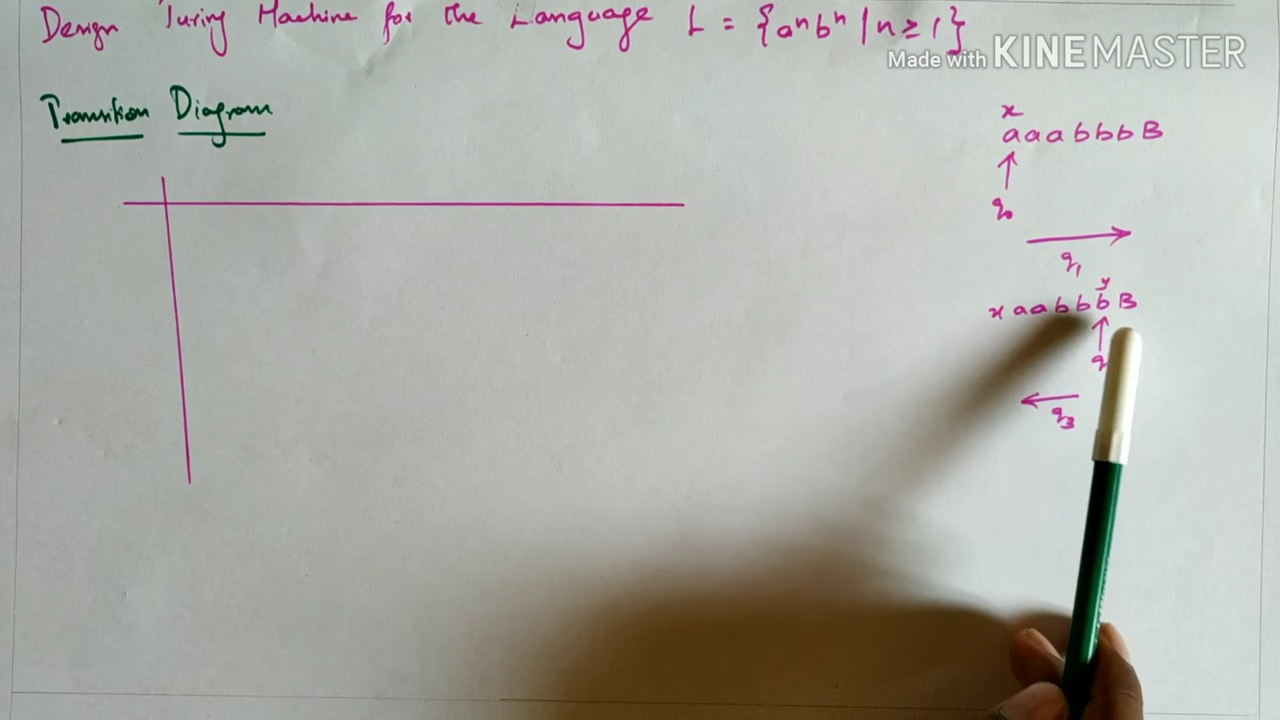 Design Turing Machine for the Language L = {aⁿbⁿ | n ≥ 1}
Made with KINEMASTER
Transition Diagram
x
aaabbbB
q₀
q₁
y
xaabbbB
q
q₃